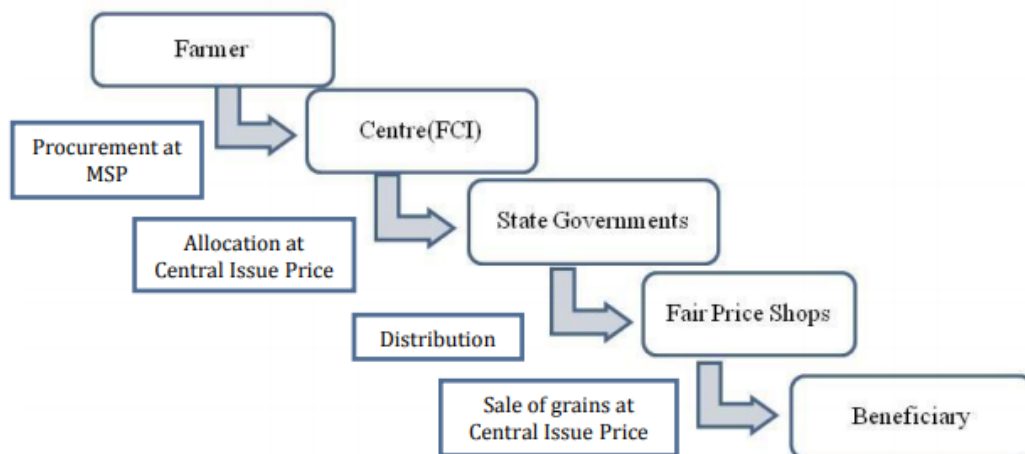 Farmer
Centre(FCI)
Procurement at
MSP
State Governments
Allocation at
Central Issue Price
Fair Price Shops
Distribution
Sale of grains at
Central Issue Price
Beneficiary